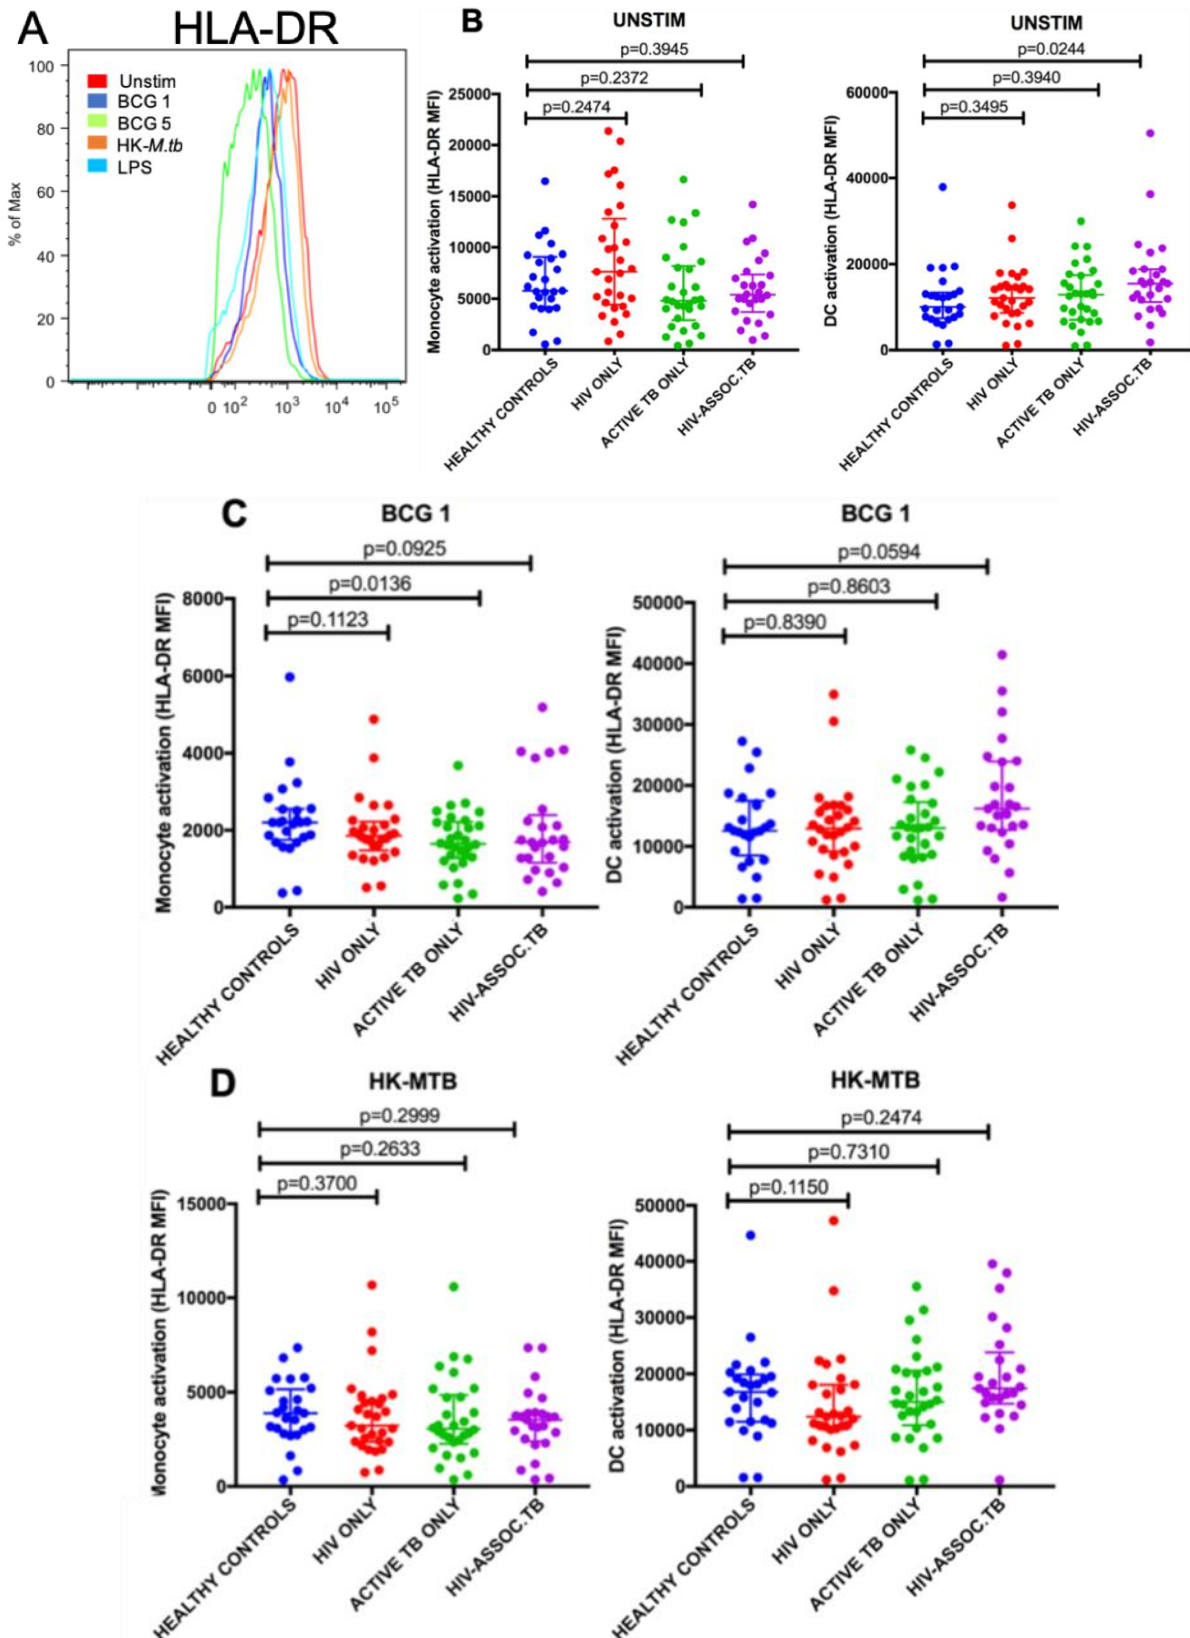 A
HLA-DR
100
80
60
40
20
0
% of Max
Unstim
BCG 1
BCG 5
HK-M.tb
LPS
0 10² 10³ 10⁴ 10⁵
B
UNSTIM
p=0.3945
p=0.2372
p=0.2474
25000
20000
15000
10000
5000
0
Monocyte activation (HLA-DR MFI)
HEALTHY CONTROLS
HIV ONLY
ACTIVE TB ONLY
HIV-ASSOC.TB
UNSTIM
p=0.0244
p=0.3940
p=0.3495
60000
40000
20000
0
DC activation (HLA-DR MFI)
HEALTHY CONTROLS
HIV ONLY
ACTIVE TB ONLY
HIV-ASSOC.TB
C
BCG 1
p=0.0925
p=0.0136
p=0.1123
8000
6000
4000
2000
0
Monocyte activation (HLA-DR MFI)
HEALTHY CONTROLS
HIV ONLY
ACTIVE TB ONLY
HIV-ASSOC.TB
BCG 1
p=0.0594
p=0.8603
p=0.8390
50000
40000
30000
20000
10000
0
DC activation (HLA-DR MFI)
HEALTHY CONTROLS
HIV ONLY
ACTIVE TB ONLY
HIV-ASSOC.TB
D
HK-MTB
p=0.2999
p=0.2633
p=0.3700
15000
10000
5000
0
Monocyte activation (HLA-DR MFI)
HEALTHY CONTROLS
HIV ONLY
ACTIVE TB ONLY
HIV-ASSOC.TB
HK-MTB
p=0.2474
p=0.7310
p=0.1150
50000
40000
30000
20000
10000
0
DC activation (HLA-DR MFI)
HEALTHY CONTROLS
HIV ONLY
ACTIVE TB ONLY
HIV-ASSOC.TB